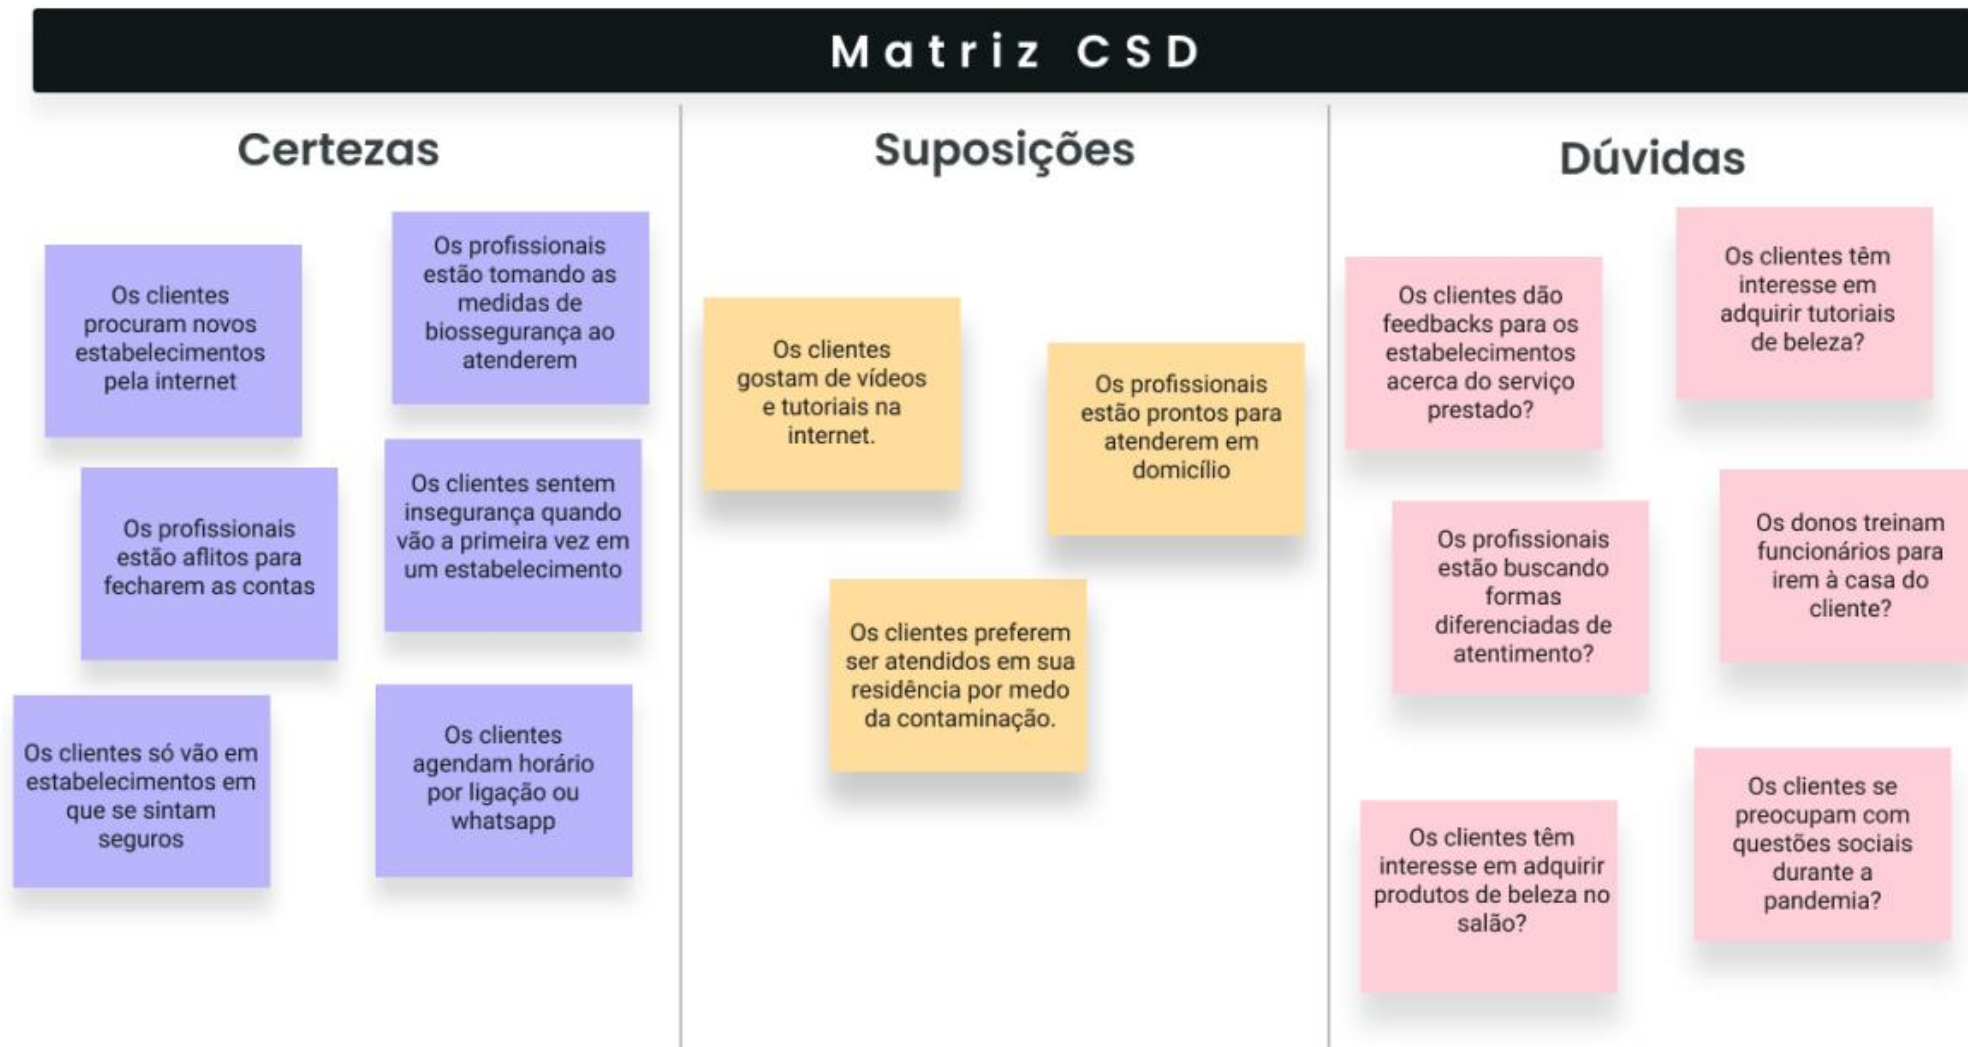 Matriz CSD
Certezas
Os clientes
procuram novos
estabelecimentos
pela internet
Os profissionais
estão tomando as
medidas de
biossegurança ao
atenderem
Os profissionais
estão aflitos para
fecharem as contas
Os clientes sentem
insegurança quando
vão a primeira vez em
um estabelecimento
Os clientes só vão em
estabelecimentos em
que se sintam
seguros
Os clientes
agendam horário
por ligação ou
whatsapp
Suposições
Os clientes
gostam de vídeos
e tutoriais na
internet.
Os profissionais
estão prontos para
atenderem em
domicílio
Os clientes preferem
ser atendidos em sua
residência por medo
da contaminação.
Dúvidas
Os clientes dão
feedbacks para os
estabelecimentos
acerca do serviço
prestado?
Os clientes têm
interesse em
adquirir tutoriais
de beleza?
Os profissionais
estão buscando
formas
diferenciadas de
atentimento?
Os donos treinam
funcionários para
irem à casa do
cliente?
Os clientes têm
interesse em adquirir
produtos de beleza no
salão?
Os clientes se
preocupam com
questões sociais
durante a
pandemia?